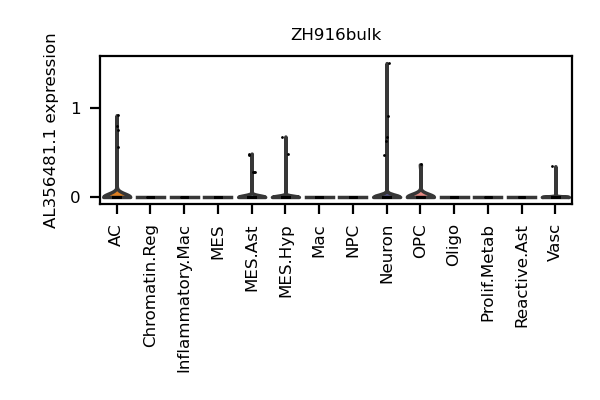 ZH916bulk
AL356481.1 expression
1
0
AC
Chromatin.Reg
Inflammatory.Mac
MES
MES.Ast
MES.Hyp
Mac
NPC
Neuron
OPC
Oligo
Prolif.Metab
Reactive.Ast
Vasc